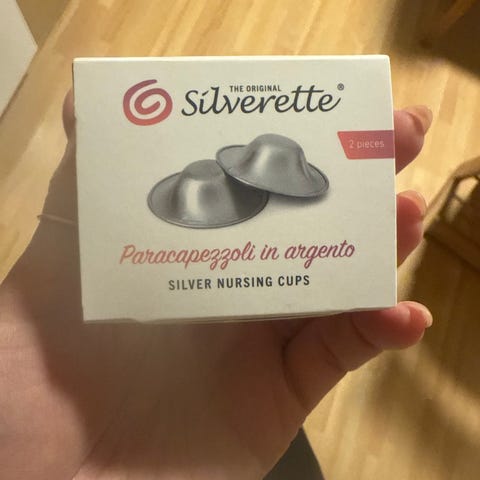 THE ORIGINAL
Silverette®
2 pieces
Paracapezzoli in argento
SILVER NURSING CUPS